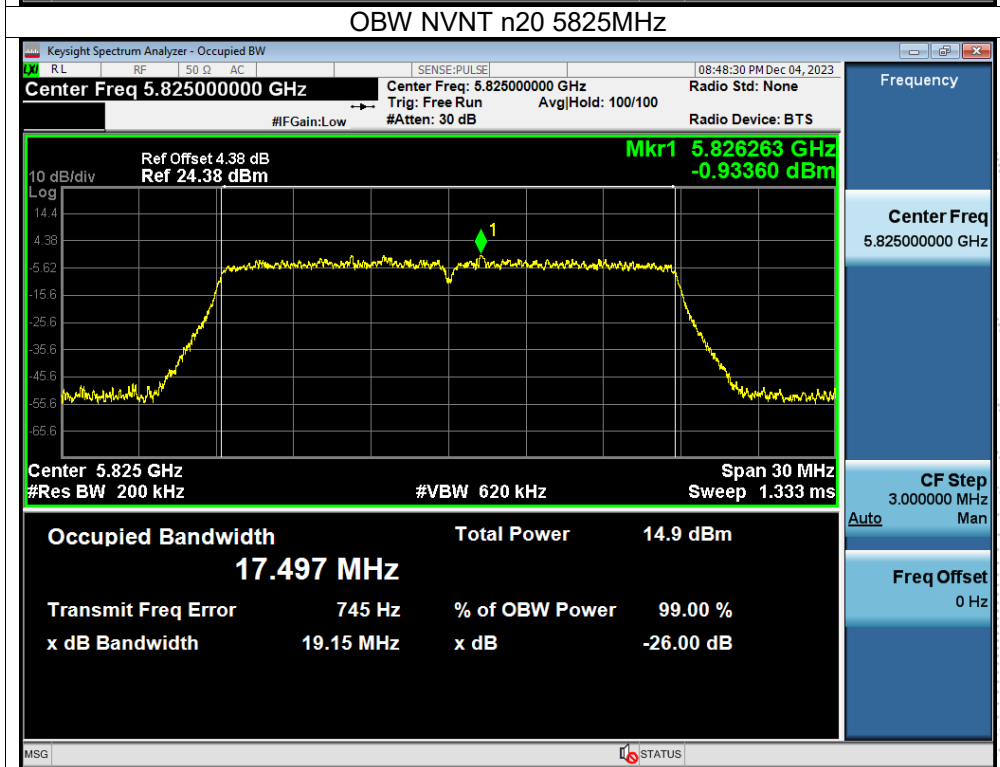 OBW NVNT n20 5825MHz
Keysight Spectrum Analyzer - Occupied BW
LXI RL RF 50 Ω AC SENSE:PULSE 08:48:30 PM Dec 04, 2023
Center Freq 5.825000000 GHz
Center Freq: 5.825000000 GHz Radio Std: None
Trig: Free Run Avg|Hold: 100/100
#IFGain:Low #Atten: 30 dB Radio Device: BTS
Mkr1 5.826263 GHz
-0.93360 dBm
Ref Offset 4.38 dB
10 dB/div Ref 24.38 dBm
Log
14.4
4.38
-5.62
-15.6
-25.6
-35.6
-45.6
-55.6
-65.6
1
Center 5.825 GHz Span 30 MHz
#Res BW 200 kHz #VBW 620 kHz Sweep 1.333 ms
Occupied Bandwidth Total Power 14.9 dBm
17.497 MHz
Transmit Freq Error 745 Hz % of OBW Power 99.00 %
x dB Bandwidth 19.15 MHz x dB -26.00 dB
MSG STATUS
Frequency
Center Freq
5.825000000 GHz
CF Step
3.000000 MHz
Auto Man
Freq Offset
0 Hz